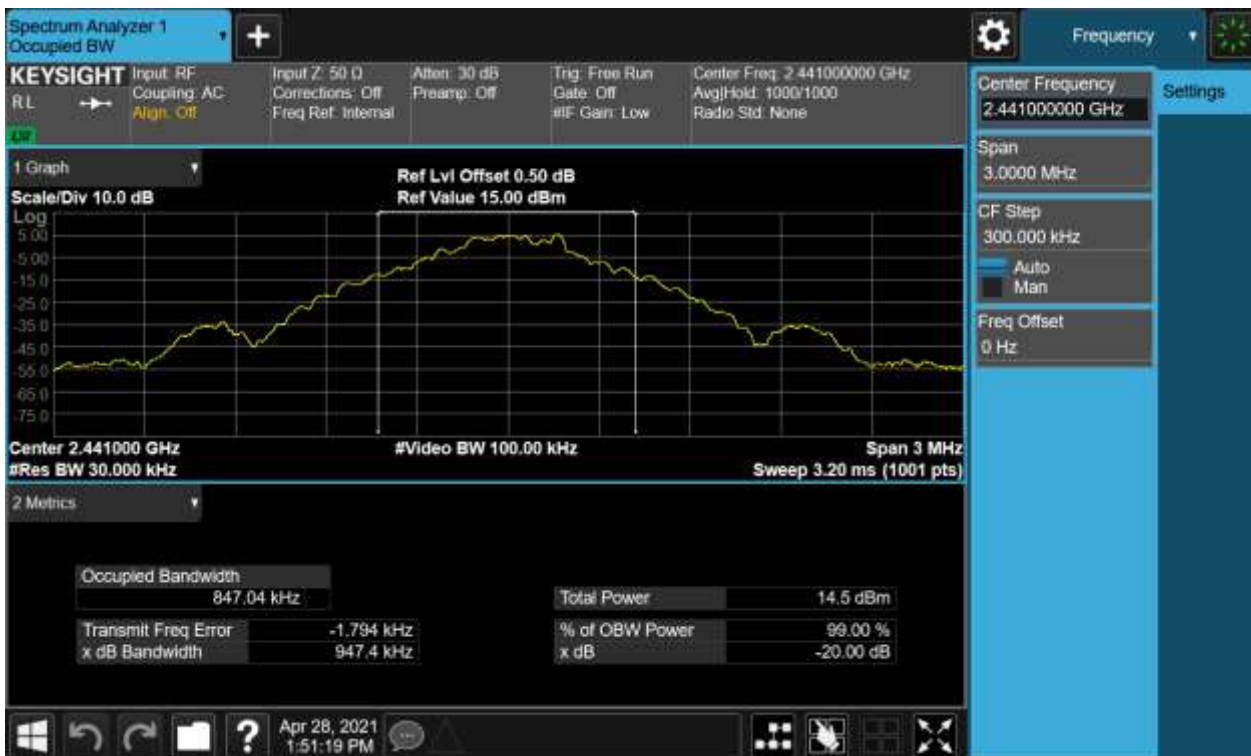 Spectrum Analyzer 1
Occupied BW
Frequency
KEYSIGHT
RL
Input: RF
Coupling: AC
Align: Off
Input Z: 50 Ω
Corrections: Off
Freq Ref: Internal
Atten: 30 dB
Preamp: Off
Trig: Free Run
Gate: Off
#IF Gain: Low
Center Freq: 2.441000000 GHz
Avg|Hold: 1000/1000
Radio Std: None
Center Frequency
2.441000000 GHz
Settings
Span
3.0000 MHz
CF Step
300.000 kHz
Auto
Man
Freq Offset
0 Hz
1 Graph
Scale/Div 10.0 dB
Ref Lvl Offset 0.50 dB
Ref Value 15.00 dBm
Log
5.00
-5.00
-15.0
-25.0
-35.0
-45.0
-55.0
-65.0
-75.0
Center 2.441000 GHz
#Video BW 100.00 kHz
Span 3 MHz
#Res BW 30.000 kHz
Sweep 3.20 ms (1001 pts)
2 Metrics
Occupied Bandwidth
847.04 kHz
Total Power 14.5 dBm
Transmit Freq Error -1.794 kHz
% of OBW Power 99.00 %
x dB Bandwidth 947.4 kHz
x dB -20.00 dB
?
Apr 28, 2021
1:51:19 PM